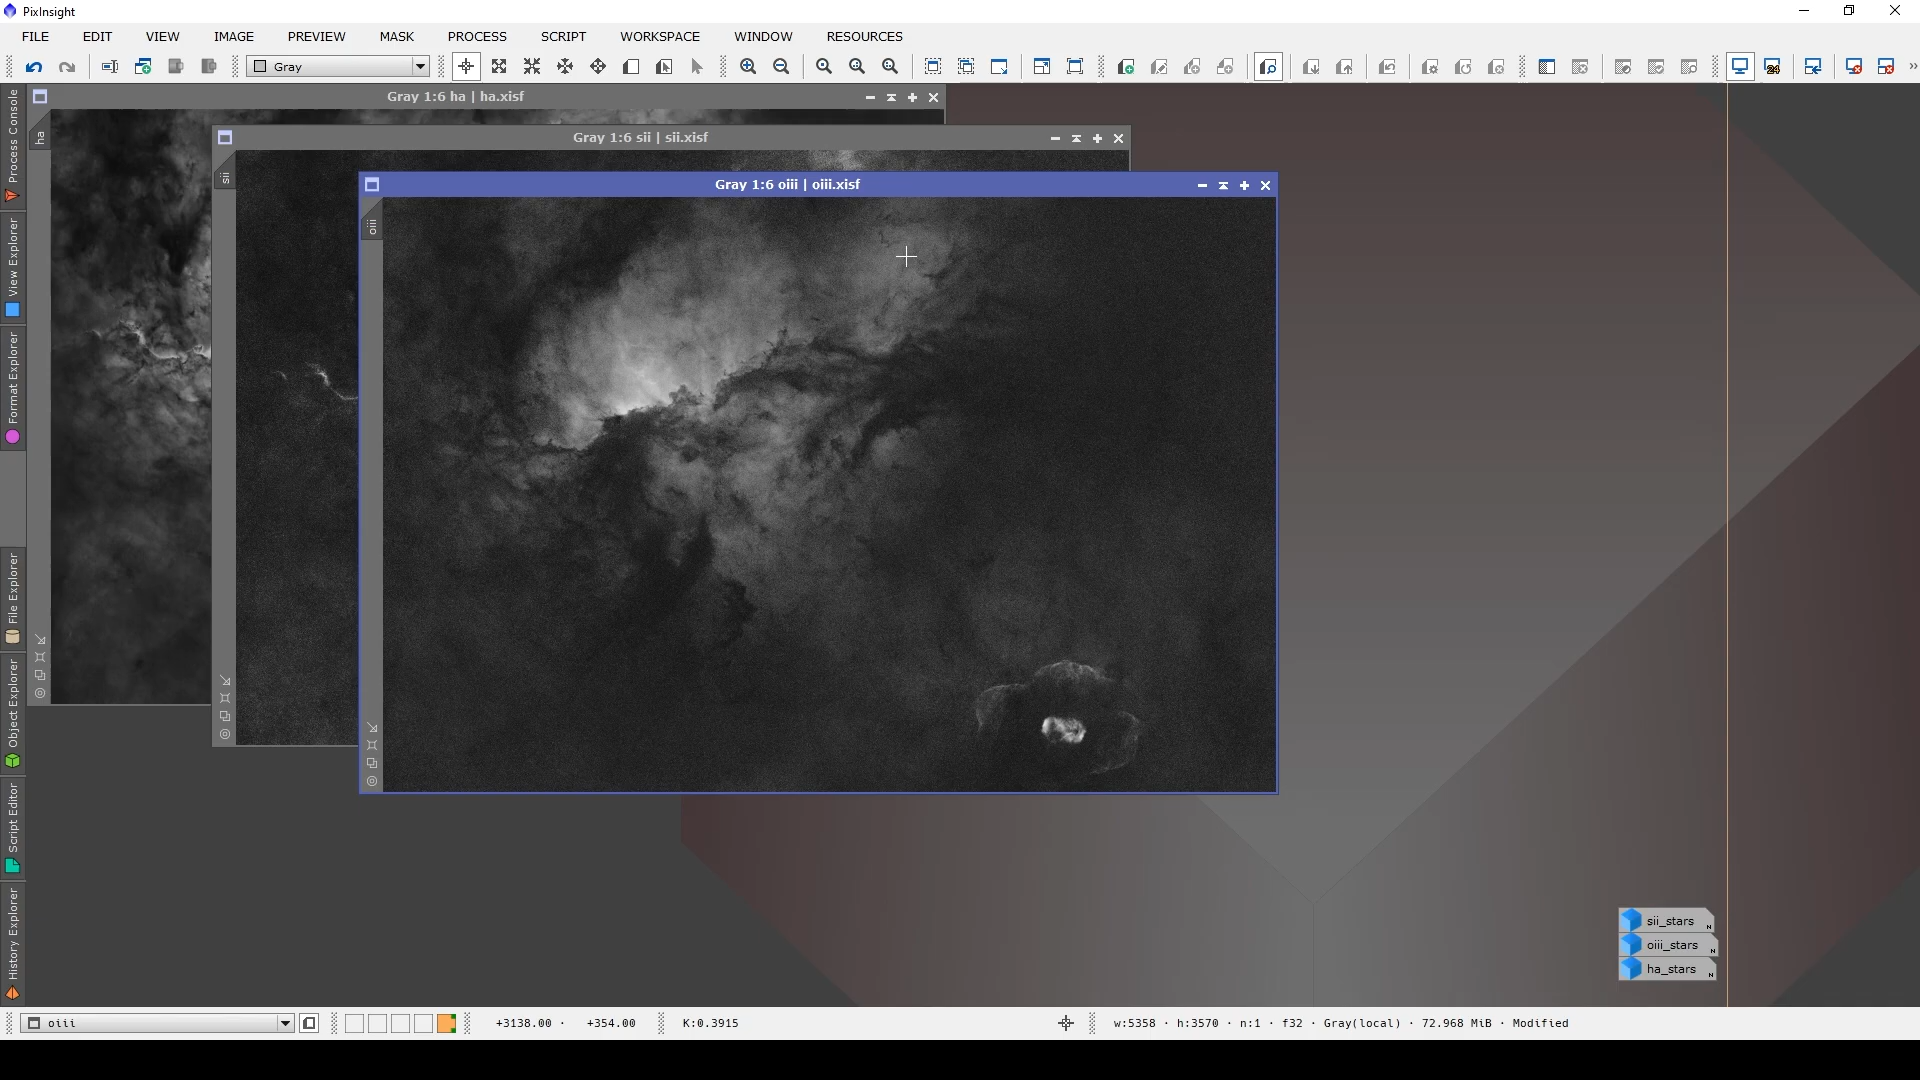 PixInsight
FILE EDIT VIEW IMAGE PREVIEW MASK PROCESS SCRIPT WORKSPACE WINDOW RESOURCES
Gray
24
Gray 1:6 ha | ha.xisf
Gray 1:6 sii | sii.xisf
Gray 1:6 oiii | oiii.xisf
ha
sii
oiii
Process Console
View Explorer
Format Explorer
File Explorer
Object Explorer
Script Editor
History Explorer
sii_stars N
oiii_stars N
ha_stars N
oiii +3138.00 · +354.00 K:0.3915 w:5358 · h:3570 · n:1 · f32 · Gray(local) · 72.968 MiB · Modified